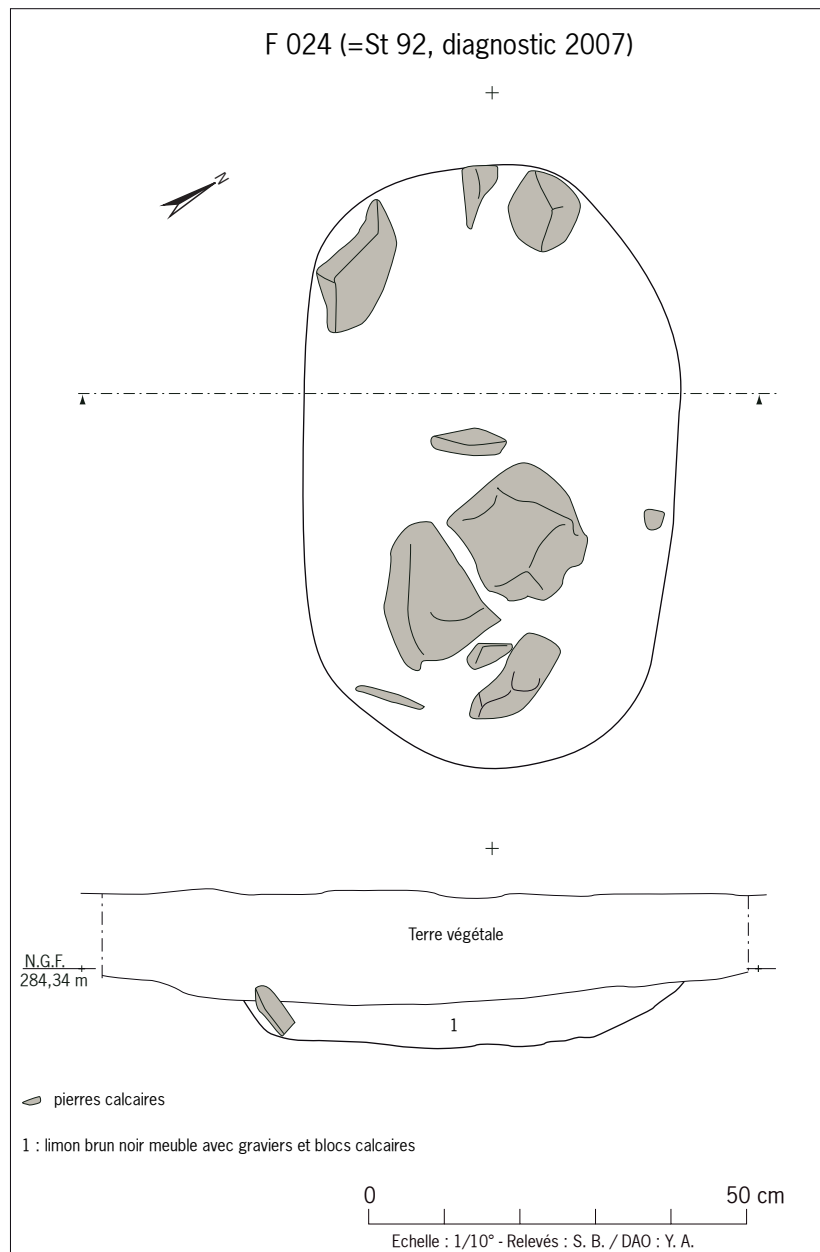 F 024 (=St 92, diagnostic 2007)
N
Terre végétale
N.G.F.
284,34 m
1
pierres calcaires
1 : limon brun noir meuble avec graviers et blocs calcaires
0 50 cm
Echelle : 1/10° - Relevés : S. B. / DAO : Y. A.